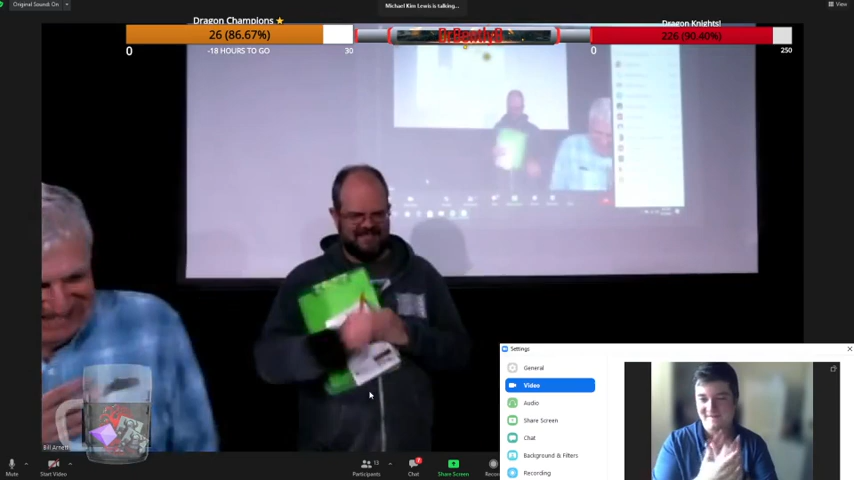 Original Sound: On
Michael Kim Lewis is talking...
View
Dragon Champions
26 (86.67%)
0
-18 HOURS TO GO
30
DrBentlyB
Dragon Knights!
226 (90.40%)
0
250
Settings
General
Video
Audio
Share Screen
Chat
Background & Filters
Recording
Bill Arnett
Mute
Start Video
13
Participants
Chat
Share Screen